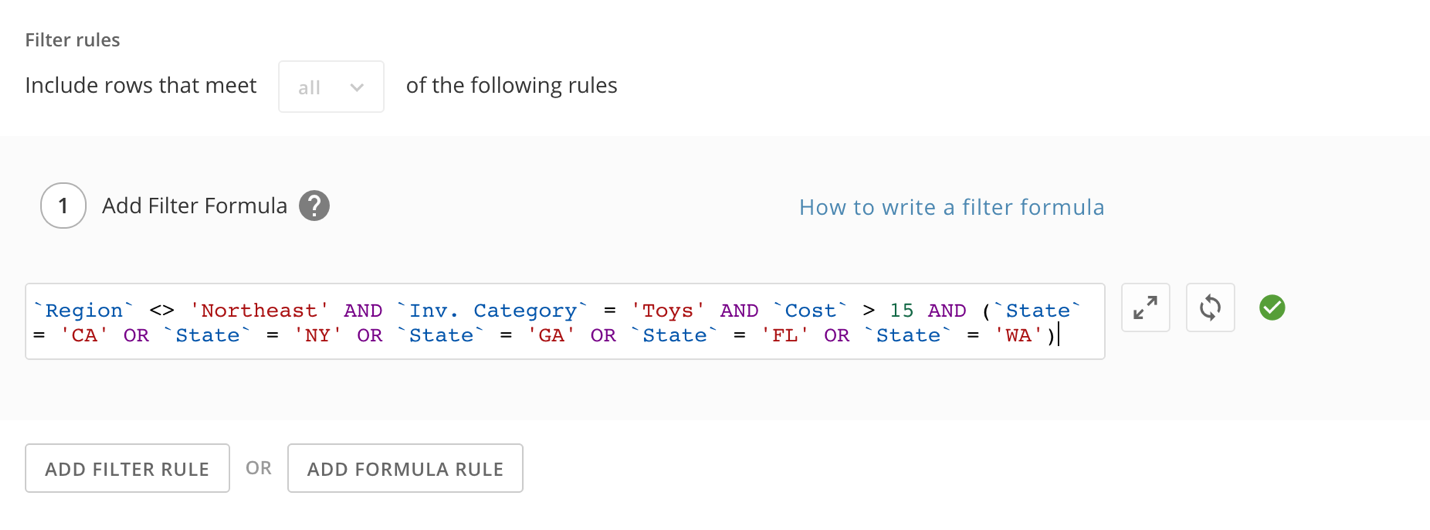 Filter rules
Include rows that meet all of the following rules
1 Add Filter Formula ? How to write a filter formula
`Region` <> 'Northeast' AND `Inv. Category` = 'Toys' AND `Cost` > 15 AND (`State`
= 'CA' OR `State` = 'NY' OR `State` = 'GA' OR `State` = 'FL' OR `State` = 'WA')
ADD FILTER RULE OR ADD FORMULA RULE